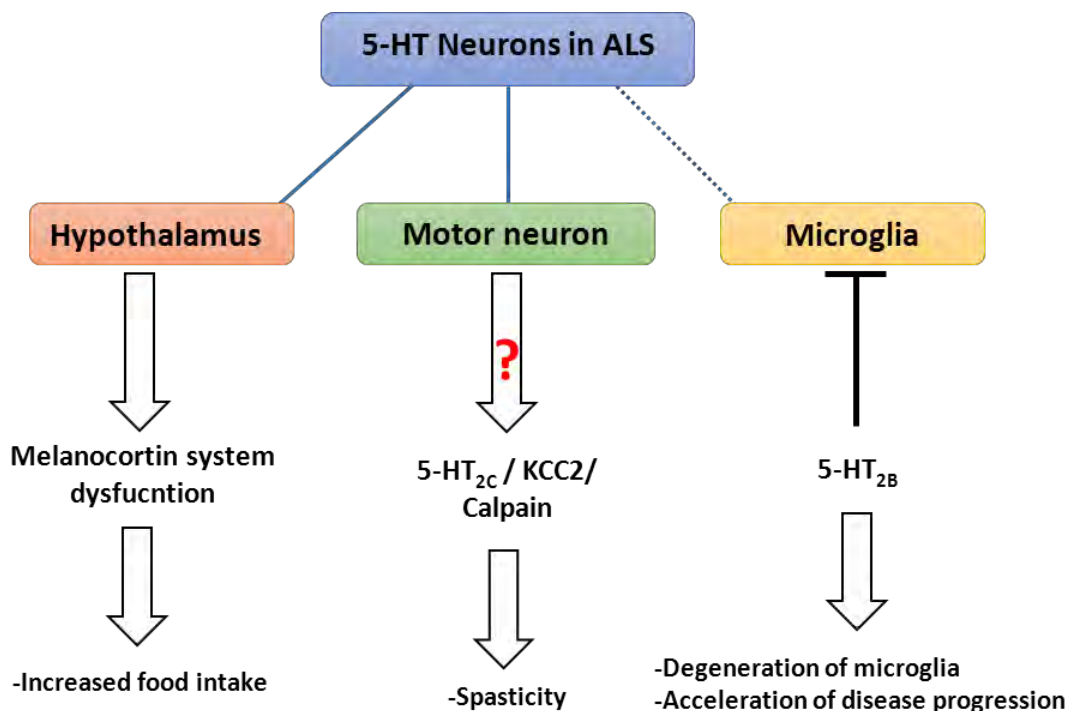 5-HT Neurons in ALS
Hypothalamus
Motor neuron
Microglia
?
Melanocortin system
dysfucntion
5-HT2C / KCC2/
Calpain
5-HT2B
-Increased food intake
-Spasticity
-Degeneration of microglia
-Acceleration of disease progression